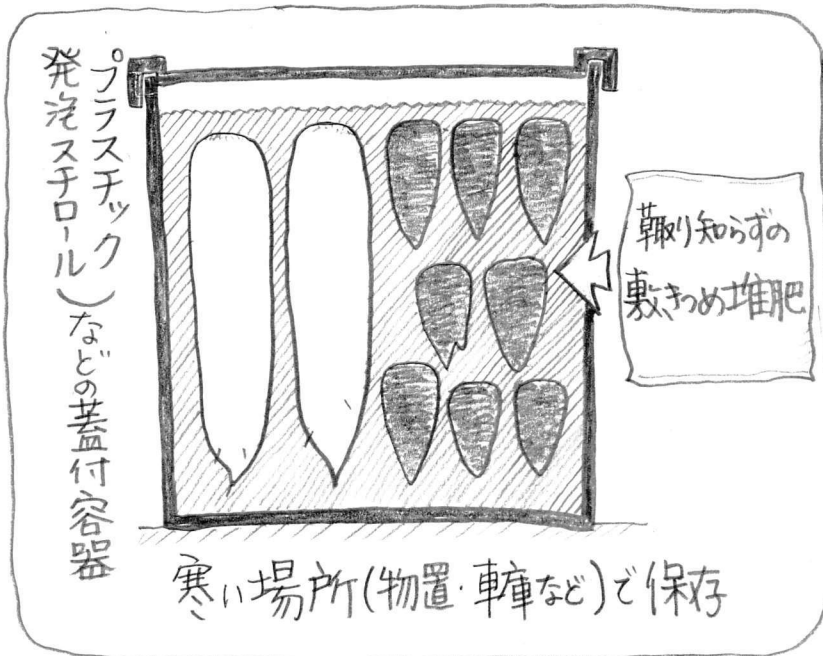 プラスチック
発泡スチロール)などの蓋付容器
草取り知らずの
敷きつめ堆肥
寒い場所(物置・車庫など)で保存